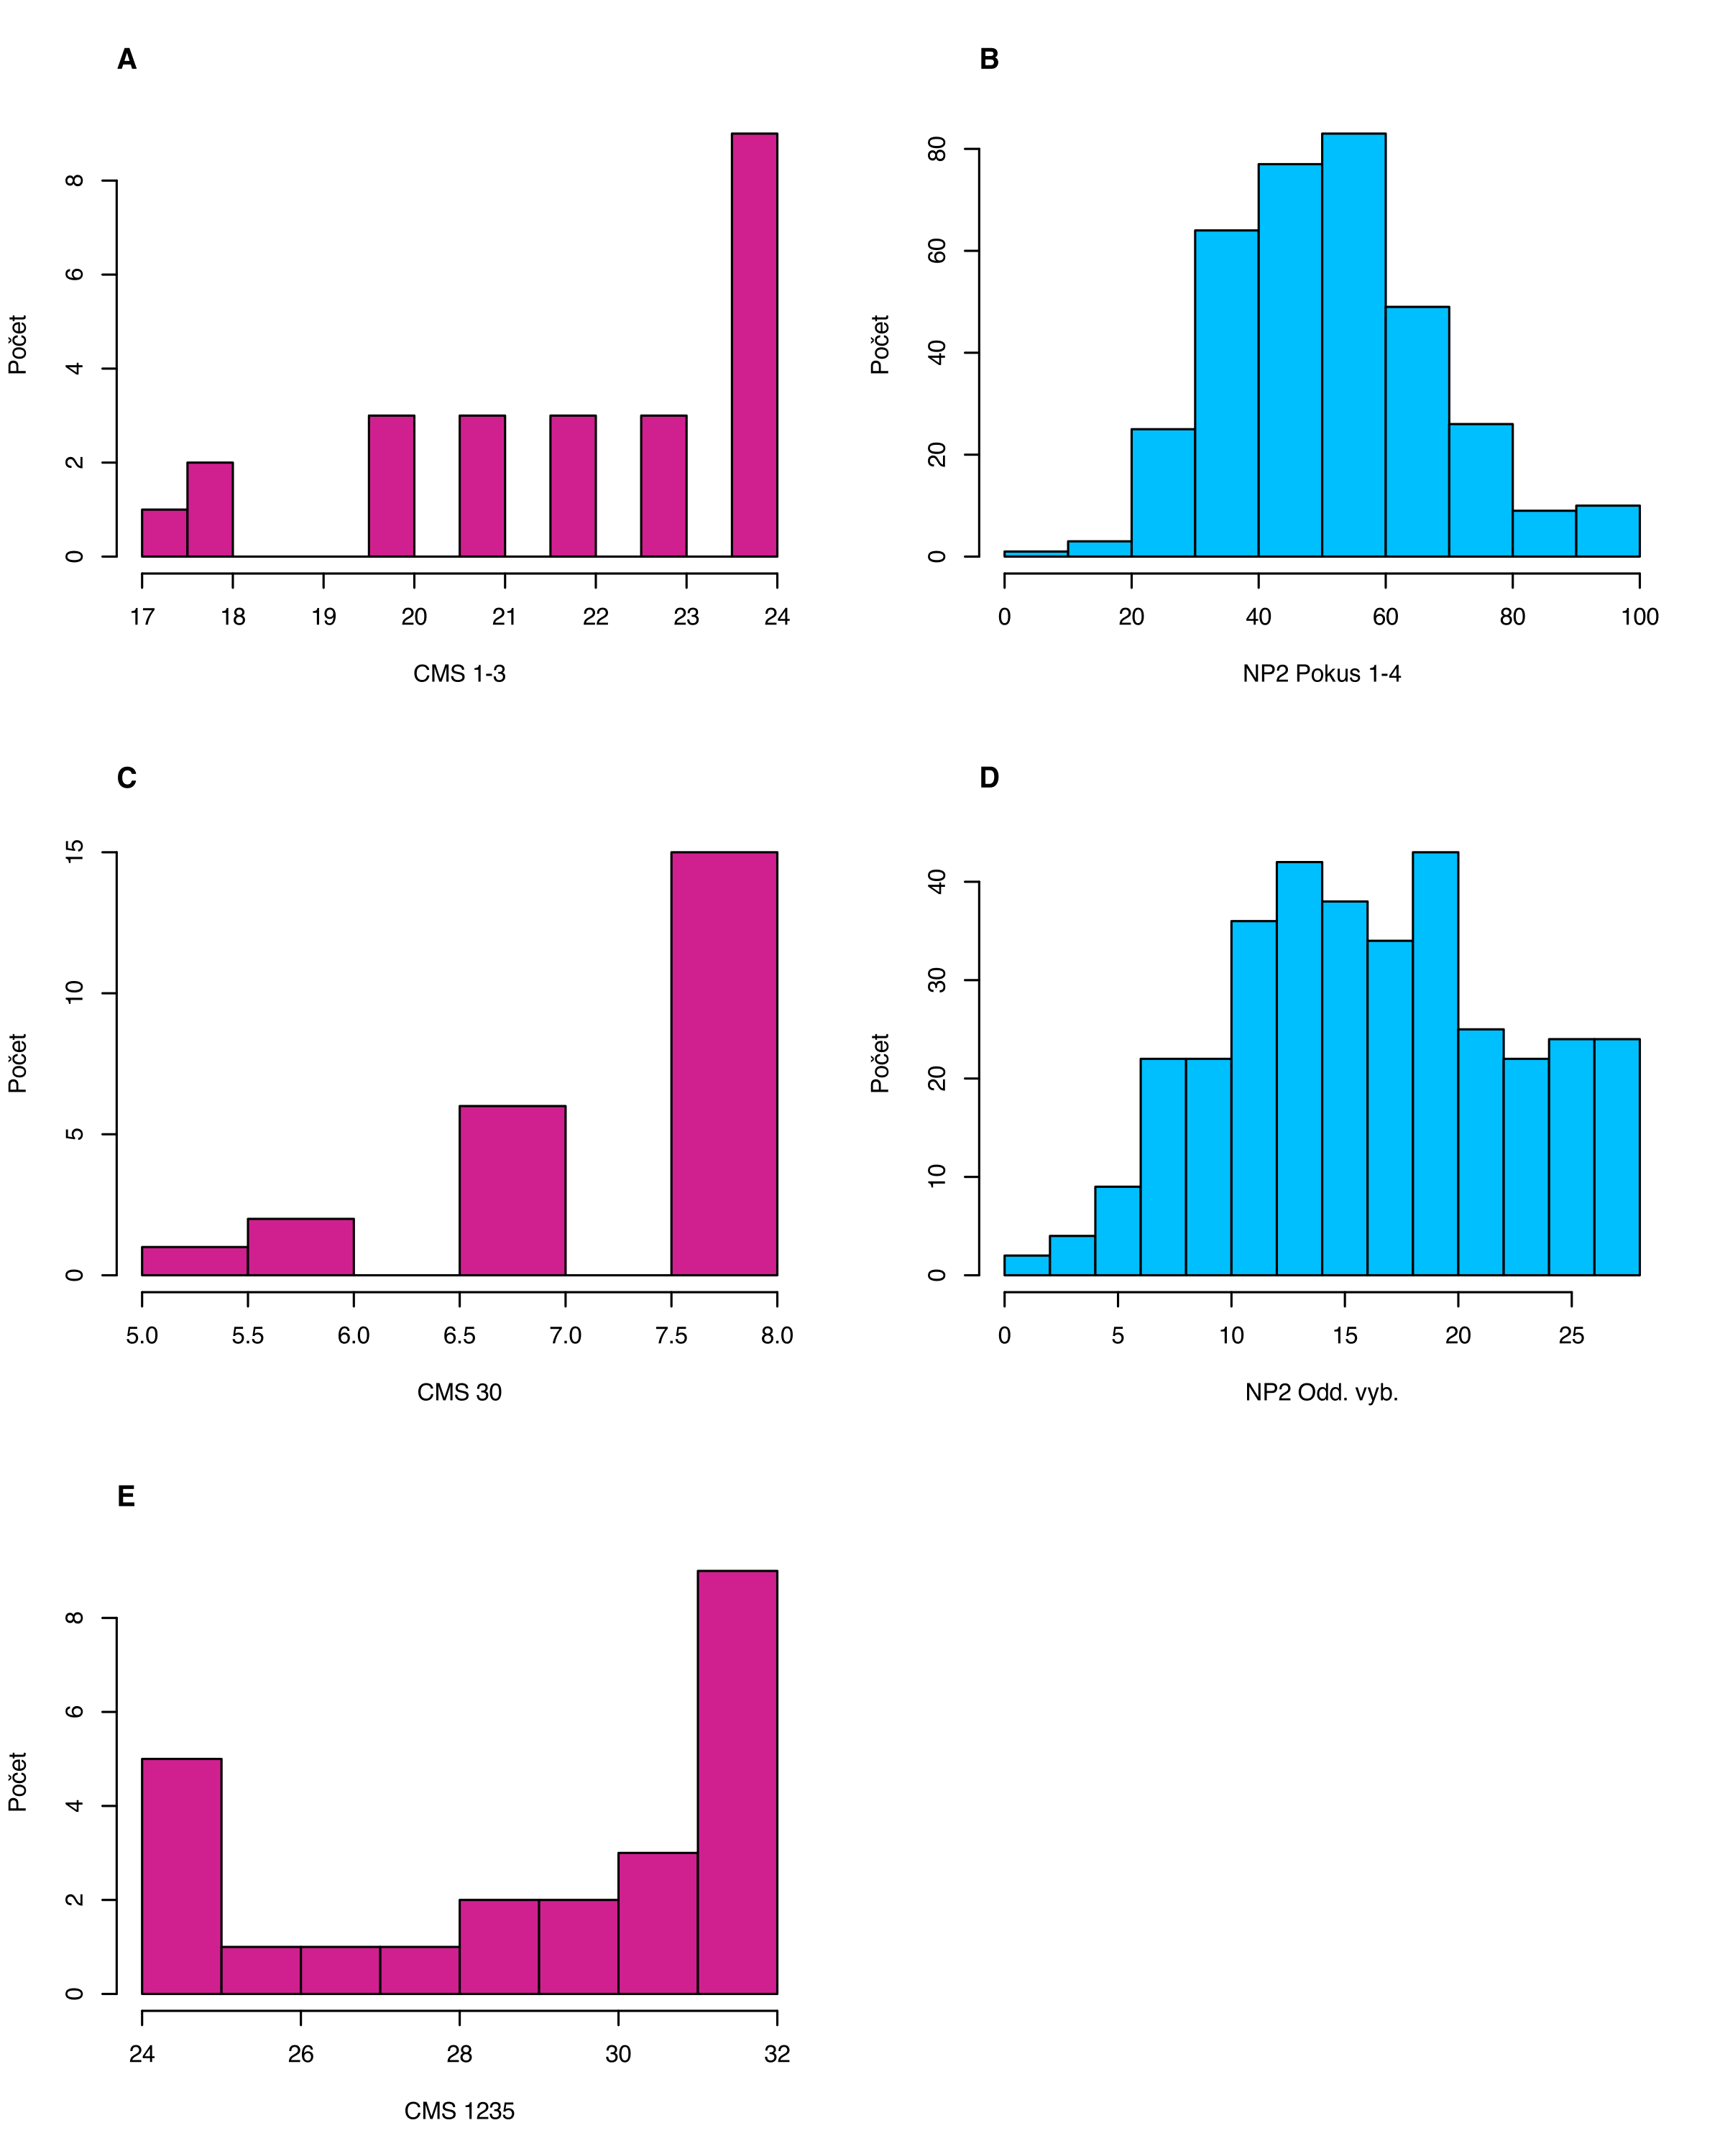 A
Počet
0 2 4 6 8
17 18 19 20 21 22 23 24
CMS 1-3
B
Počet
0 20 40 60 80
0 20 40 60 80 100
NP2 Pokus 1-4
C
Počet
0 5 10 15
5.0 5.5 6.0 6.5 7.0 7.5 8.0
CMS 30
D
Počet
0 10 20 30 40
0 5 10 15 20 25
NP2 Odd. vyb.
E
Počet
0 2 4 6 8
24 26 28 30 32
CMS 1235